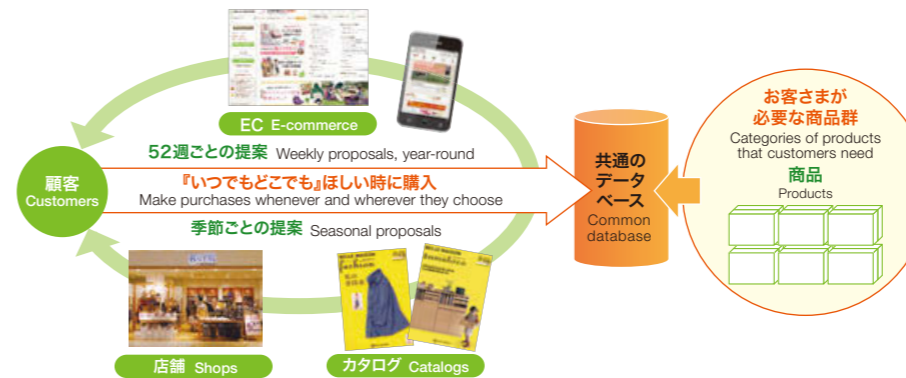 EC E-commerce
52週ごとの提案 Weekly proposals, year-round
顧客
Customers
『いつでもどこでも』ほしい時に購入
Make purchases whenever and wherever they choose
季節ごとの提案 Seasonal proposals
店舗 Shops
カタログ Catalogs
共通の
データ
ベース
Common
database
お客さまが
必要な商品群
Categories of products
that customers need
商品
Products